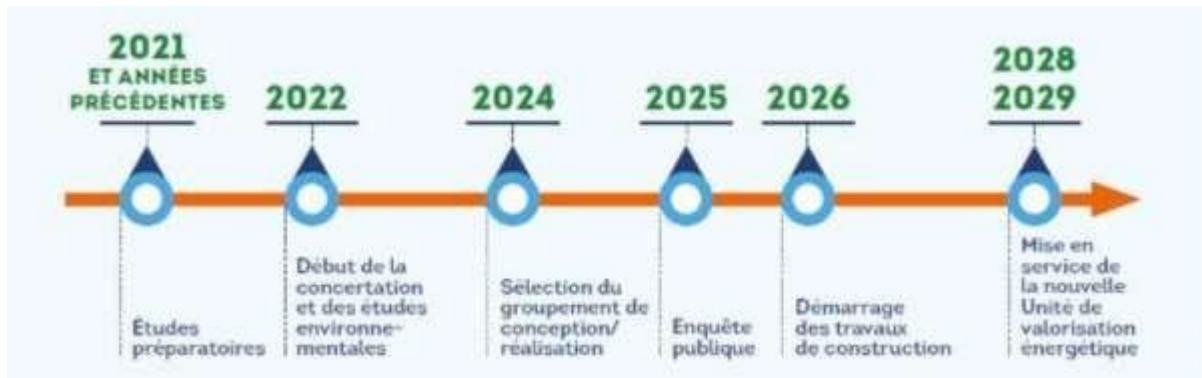 2021
ET ANNÉES
PRÉCÉDENTES
2022
2024
2025
2026
2028
2029
Études
préparatoires
Début de la
concertation
et des études
environne-
mentales
Sélection du
groupement de
conception/
réalisation
Enquête
publique
Démarrage
des travaux
de construction
Mise en
service de
la nouvelle
Unité de
valorisation
énergétique